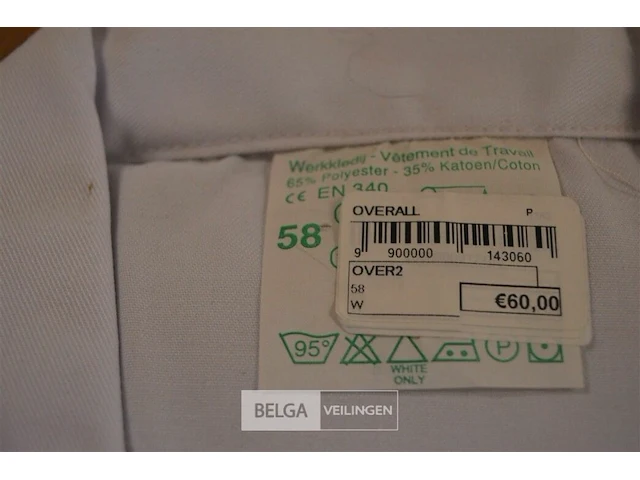 Werkkledij - Vêtement de Travail
65% Polyester - 35% Katoen/Coton
CE EN 340
58
OVERALL P
9 900000 143060
OVER2
58
W
€60,00
95°
P
WHITE
ONLY
BELGA VEILINGEN